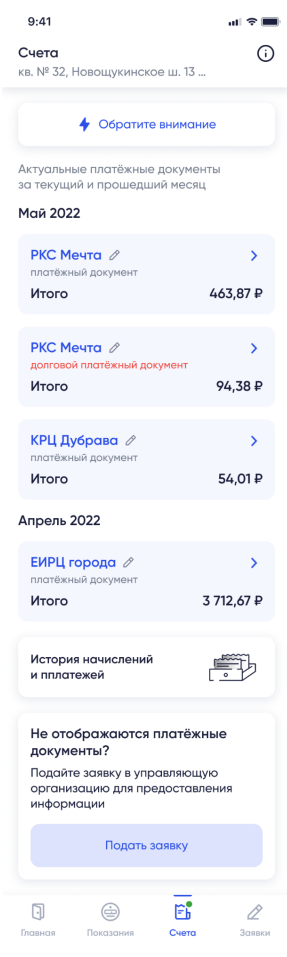 9:41
Счета
кв. № 32, Новощукинское ш. 13 ...
Обратите внимание
Актуальные платёжные документы
за текущий и прошедший месяц
Май 2022
РКС Мечта
платёжный документ
Итого 463,87 ₽
РКС Мечта
долговой платёжный документ
Итого 94,38 ₽
КРЦ Дубрава
платёжный документ
Итого 54,01 ₽
Апрель 2022
ЕИРЦ города
платёжный документ
Итого 3 712,67 ₽
История начислений
и пплатежей
Не отображаются платёжные
документы?
Подайте заявку в управляющую
организацию для предоставления
информации
Подать заявку
Главная Показания Счета Заявки